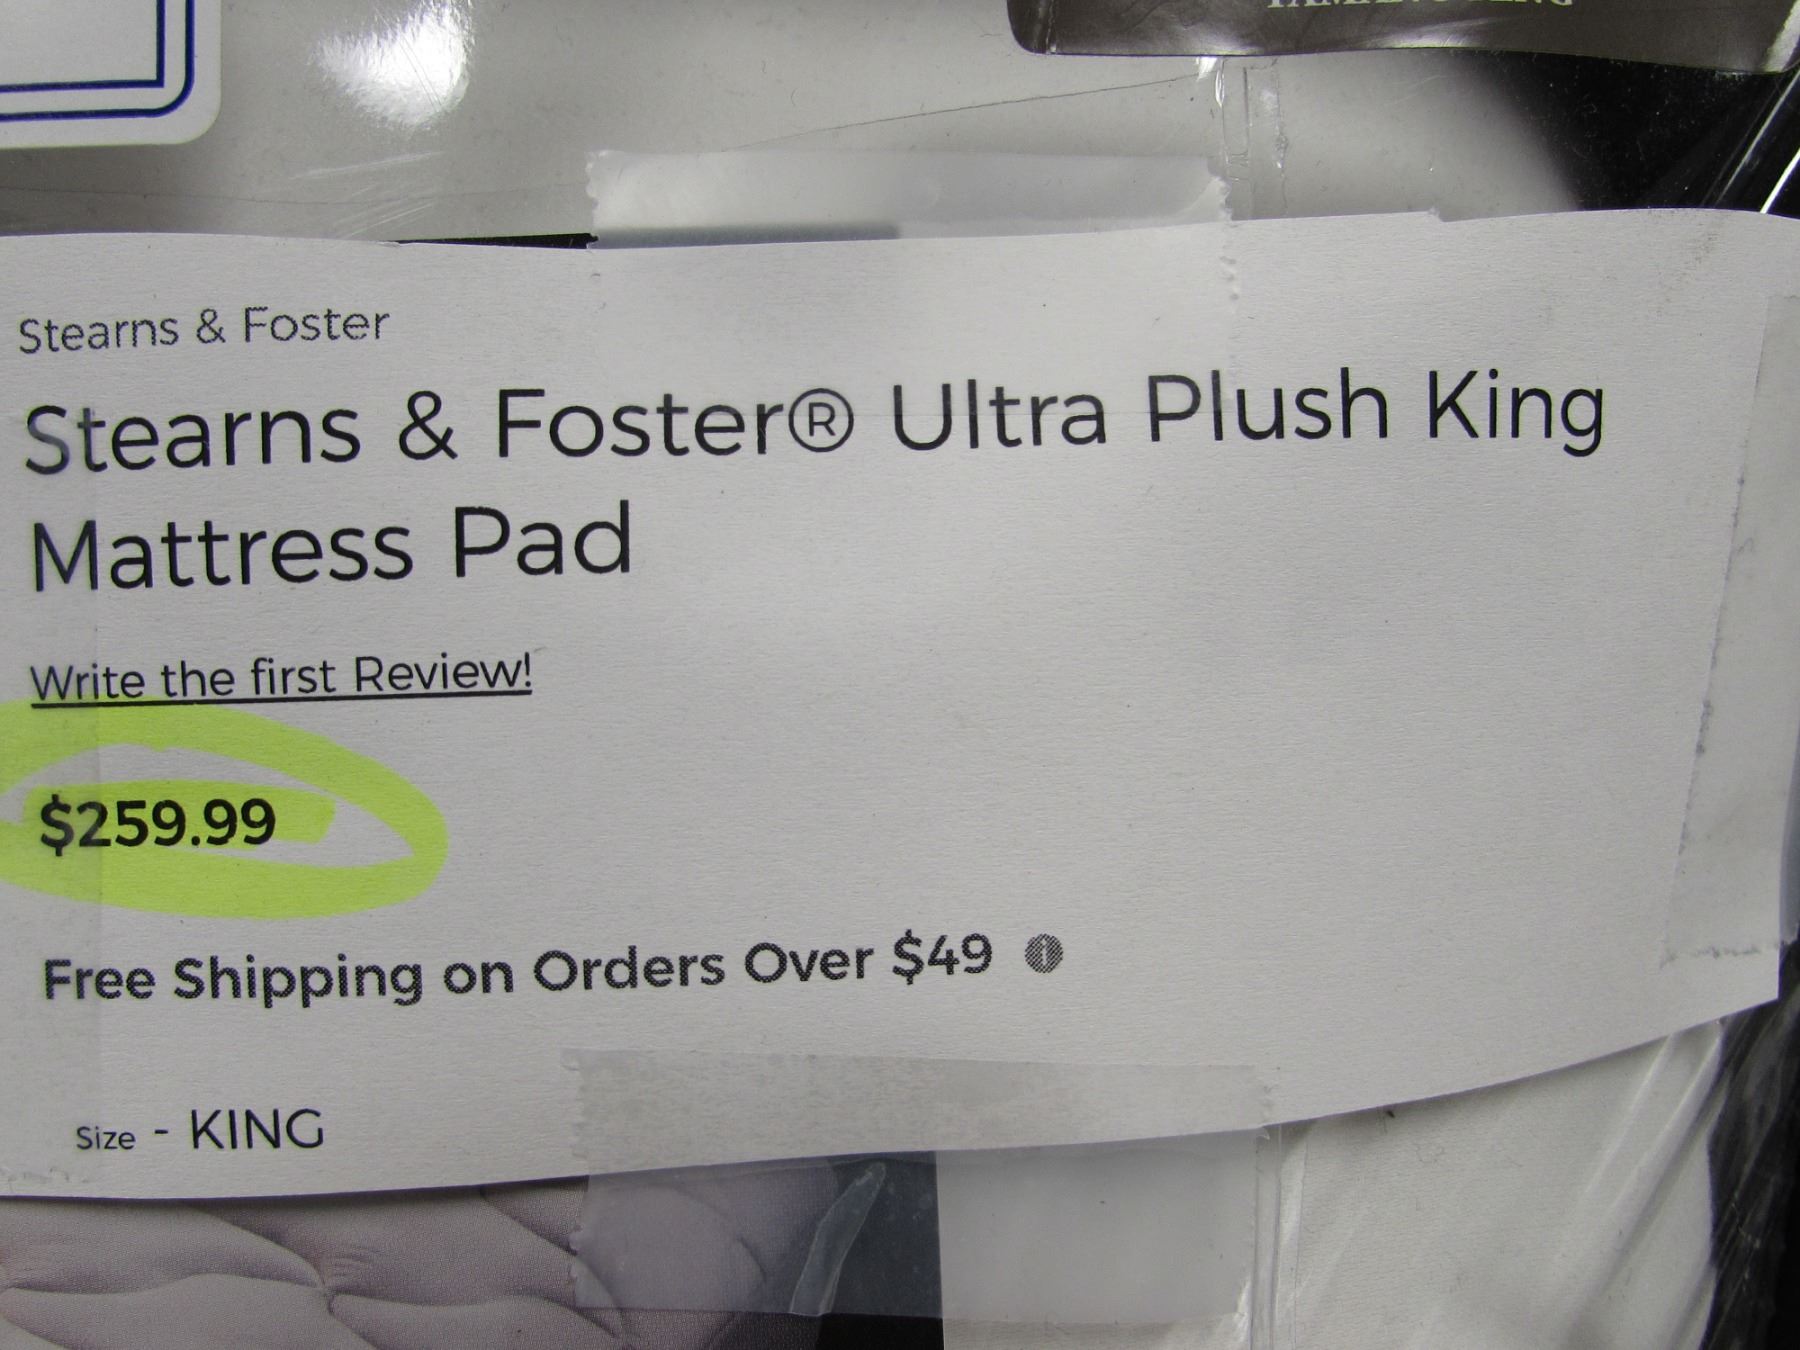 Stearns & Foster
Stearns & Foster® Ultra Plush King
Mattress Pad
Write the first Review!
$259.99
Free Shipping on Orders Over $49 i
Size - KING